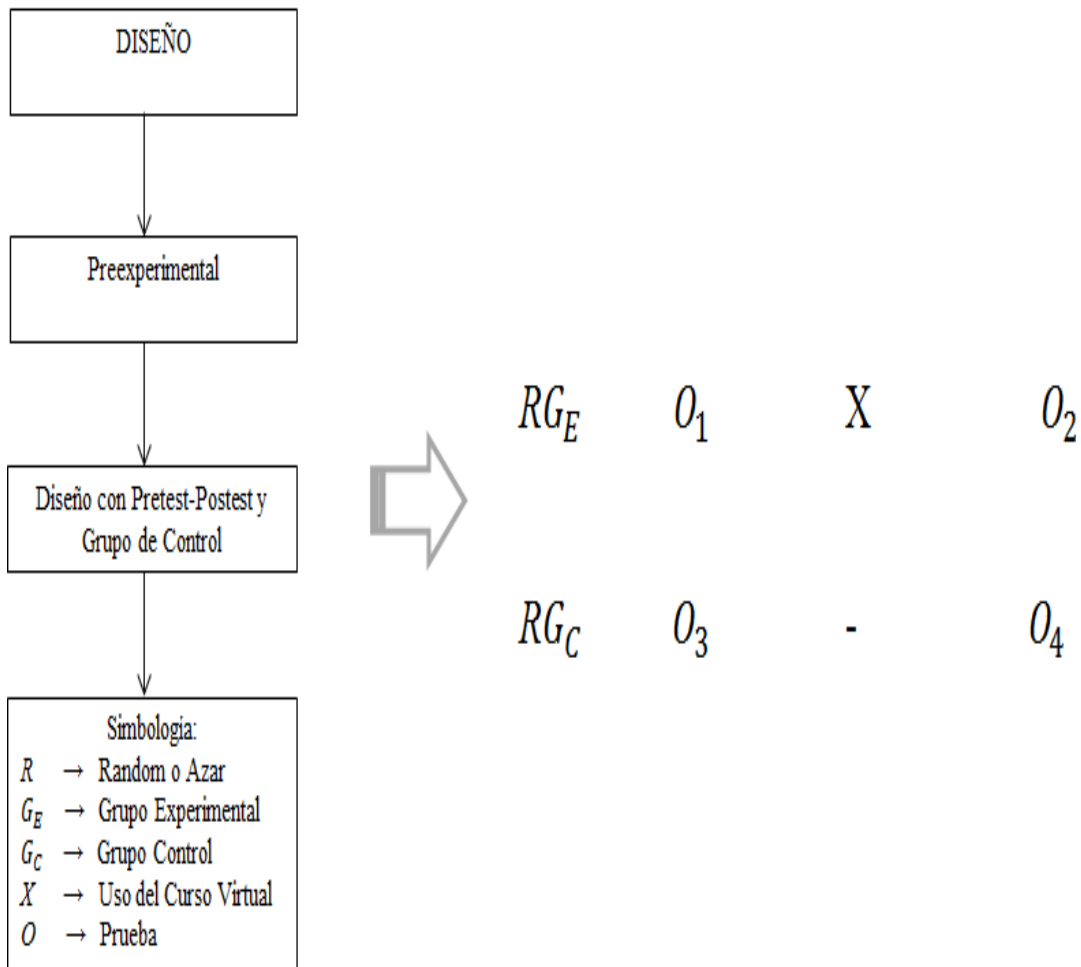 DISEÑO
Preexperimental
Diseño con Pretest-Postest y
Grupo de Control
Simbologia:
R → Random o Azar
G_E → Grupo Experimental
G_C → Grupo Control
X → Uso del Curso Virtual
O → Prueba
RG_E O_1 X O_2
RG_C O_3 - O_4